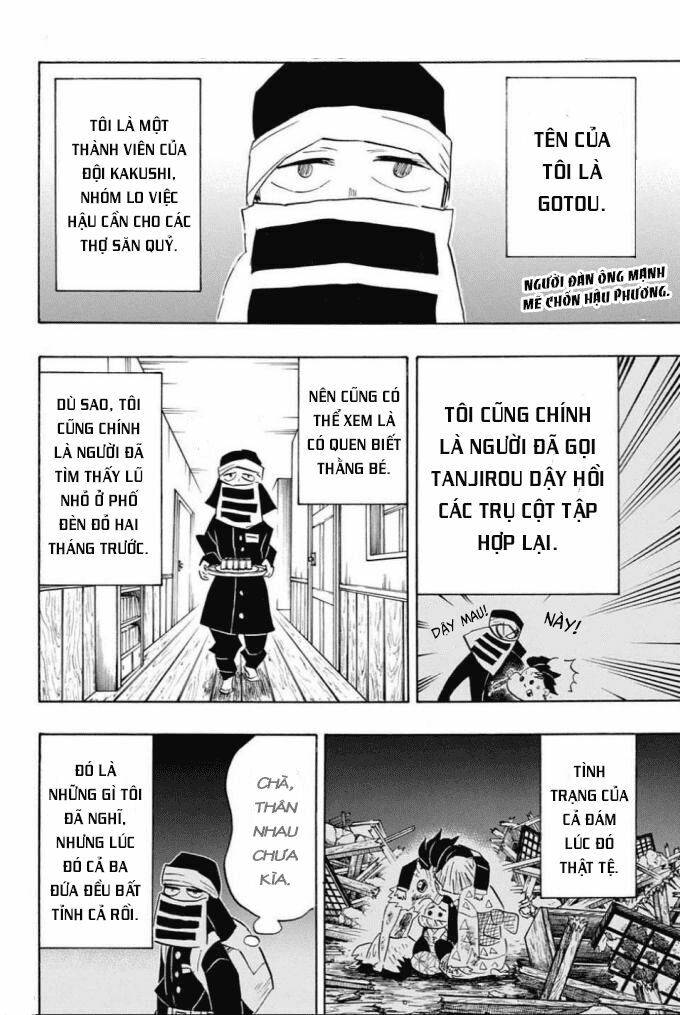 TÊN CỦA
TÔI LÀ
GOTOU.
NGƯỜI ĐÀN ÔNG MẠNH
MẼ CHỐN HẬU PHƯƠNG.
TÔI LÀ MỘT
THÀNH VIÊN CỦA
ĐỘI KAKUSHI,
NHÓM LO VIỆC
HẬU CẦN CHO CÁC
THỢ SĂN QUỶ.
TÔI CŨNG CHÍNH
LÀ NGƯỜI ĐÃ GỌI
TANJIROU DẬY HỒI
CÁC TRỤ CỘT TẬP
HỢP LẠI.
NÀY!
DẬY MAU!
NÊN CŨNG CÓ
THỂ XEM LÀ
CÓ QUEN BIẾT
THẰNG BÉ.
DÙ SAO, TÔI
CŨNG CHÍNH
LÀ NGƯỜI ĐÃ
TÌM THẤY LŨ
NHỎ Ở PHỐ
ĐÈN ĐỎ HAI
THÁNG TRƯỚC.
TÌNH
TRẠNG CỦA
CẢ ĐÁM
LÚC ĐÓ
THẬT TỆ.
CHÀ,
THÂN
NHAU
CHƯA
KÌA.
ĐÓ LÀ
NHỮNG GÌ TÔI
ĐÃ NGHĨ,
NHƯNG LÚC
ĐÓ CẢ BA
ĐỨA ĐỀU BẤT
TỈNH CẢ RỒI.